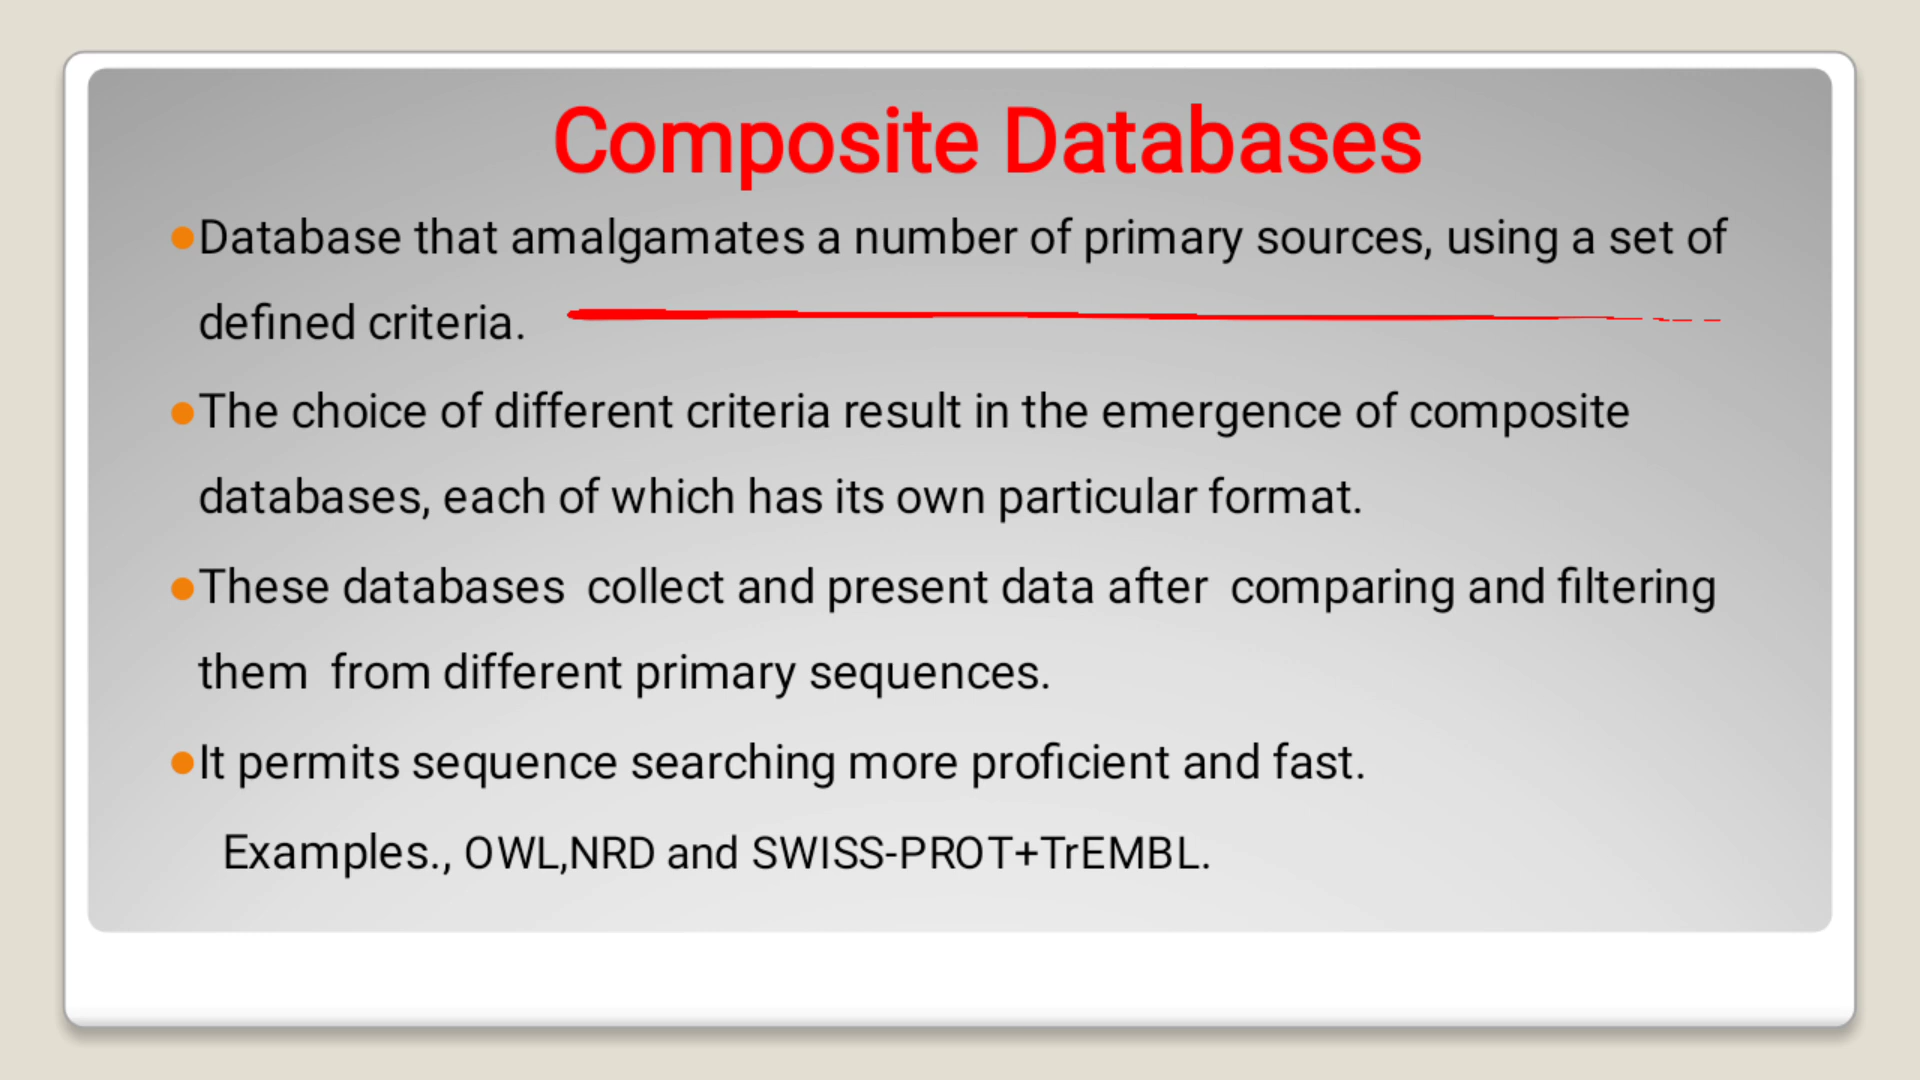 Composite Databases
●Database that amalgamates a number of primary sources, using a set of
defined criteria.
●The choice of different criteria result in the emergence of composite
databases, each of which has its own particular format.
●These databases  collect and present data after  comparing and filtering
them  from different primary sequences.
●It permits sequence searching more proficient and fast.
Examples., OWL,NRD and SWISS-PROT+TrEMBL.